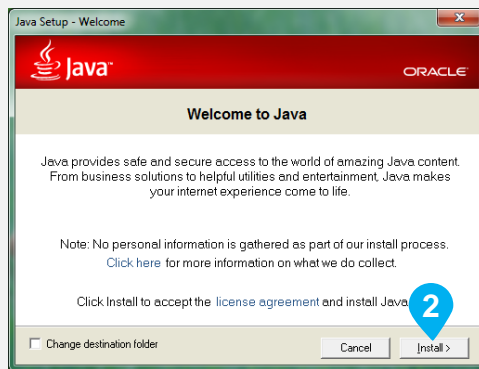 Java Setup - Welcome
Java™
ORACLE
Welcome to Java
Java provides safe and secure access to the world of amazing Java content.
From business solutions to helpful utilities and entertainment, Java makes
your internet experience come to life.
Note: No personal information is gathered as part of our install process.
Click here for more information on what we do collect.
Click Install to accept the license agreement and install Java
2
Change destination folder
Cancel
Install >